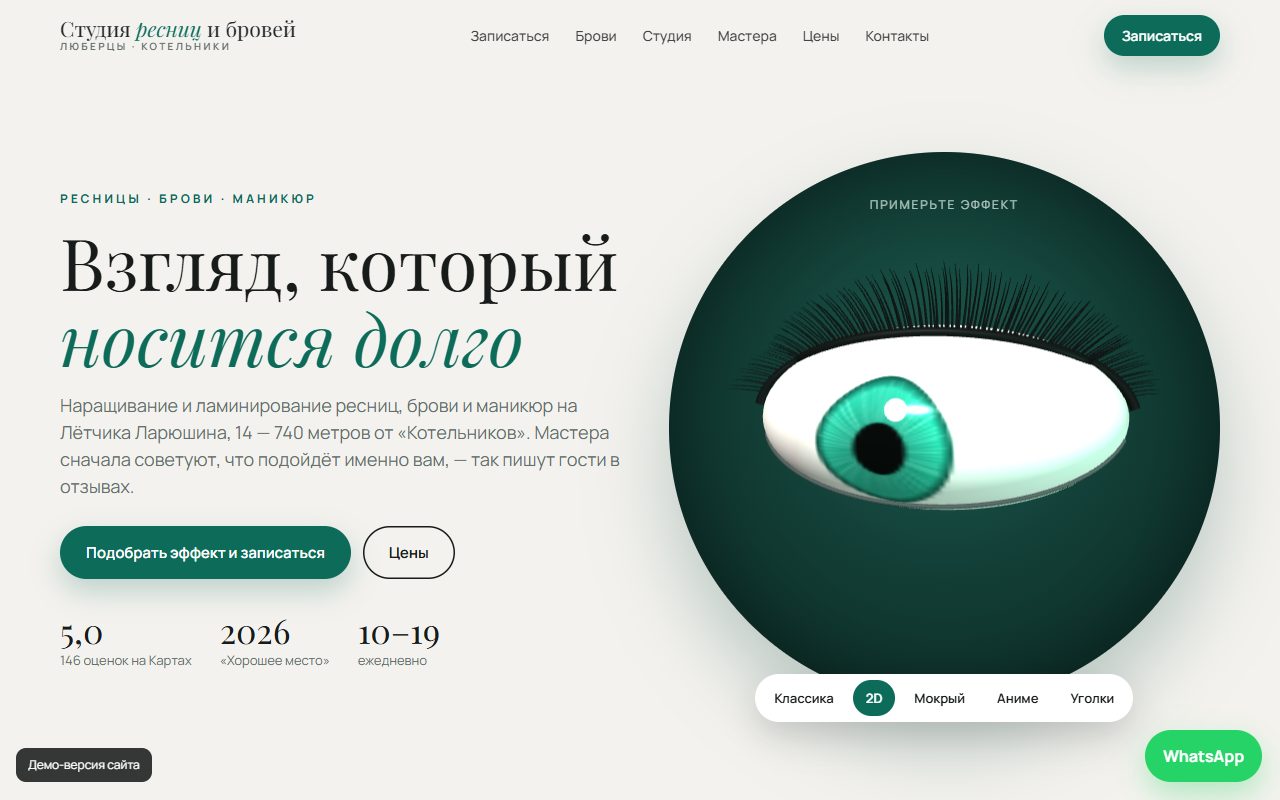 Студия ресниц и бровей
ЛЮБЕРЦЫ · КОТЕЛЬНИКИ
Записаться
Брови
Студия
Мастера
Цены
Контакты
Записаться
РЕСНИЦЫ · БРОВИ · МАНИКЮР
Взгляд, который
носится долго
Наращивание и ламинирование ресниц, брови и маникюр на
Лётчика Ларюшина, 14 — 740 метров от «Котельников». Мастера
сначала советуют, что подойдёт именно вам, — так пишут гости в
отзывах.
Подобрать эффект и записаться
Цены
5,0
146 оценок на Картах
2026
«Хорошее место»
10–19
ежедневно
ПРИМЕРЬТЕ ЭФФЕКТ
Классика
2D
Мокрый
Аниме
Уголки
WhatsApp
Демо-версия сайта